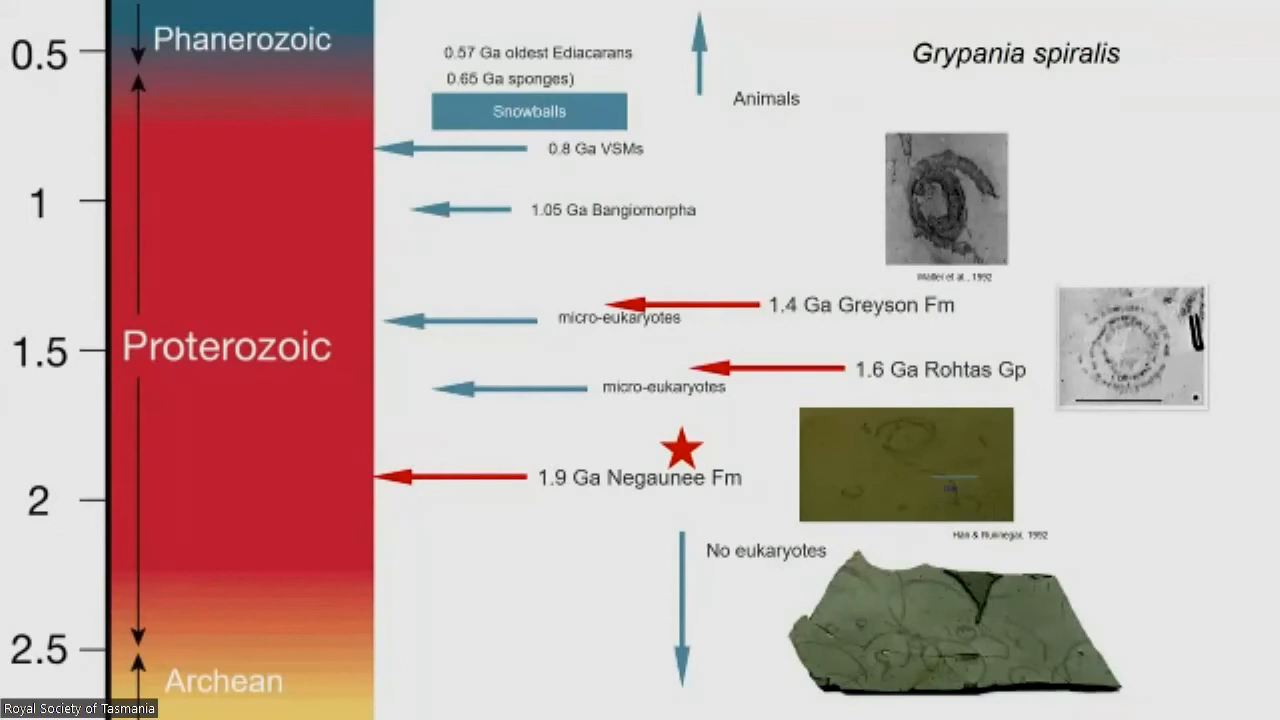 Phanerozoic
0.5
0.57 Ga oldest Ediacarans
0.65 Ga sponges)
Snowballs
Animals
Grypania spiralis
0.8 Ga VSMs
1
1.05 Ga Bangiomorpha
Walter et al., 1992
1.4 Ga Greyson Fm
micro-eukaryotes
1.5
Proterozoic
1.6 Ga Rohtas Gp
micro-eukaryotes
1.9 Ga Negaunee Fm
2
Han & Runnegar, 1992
No eukaryotes
2.5
Archean
Royal Society of Tasmania